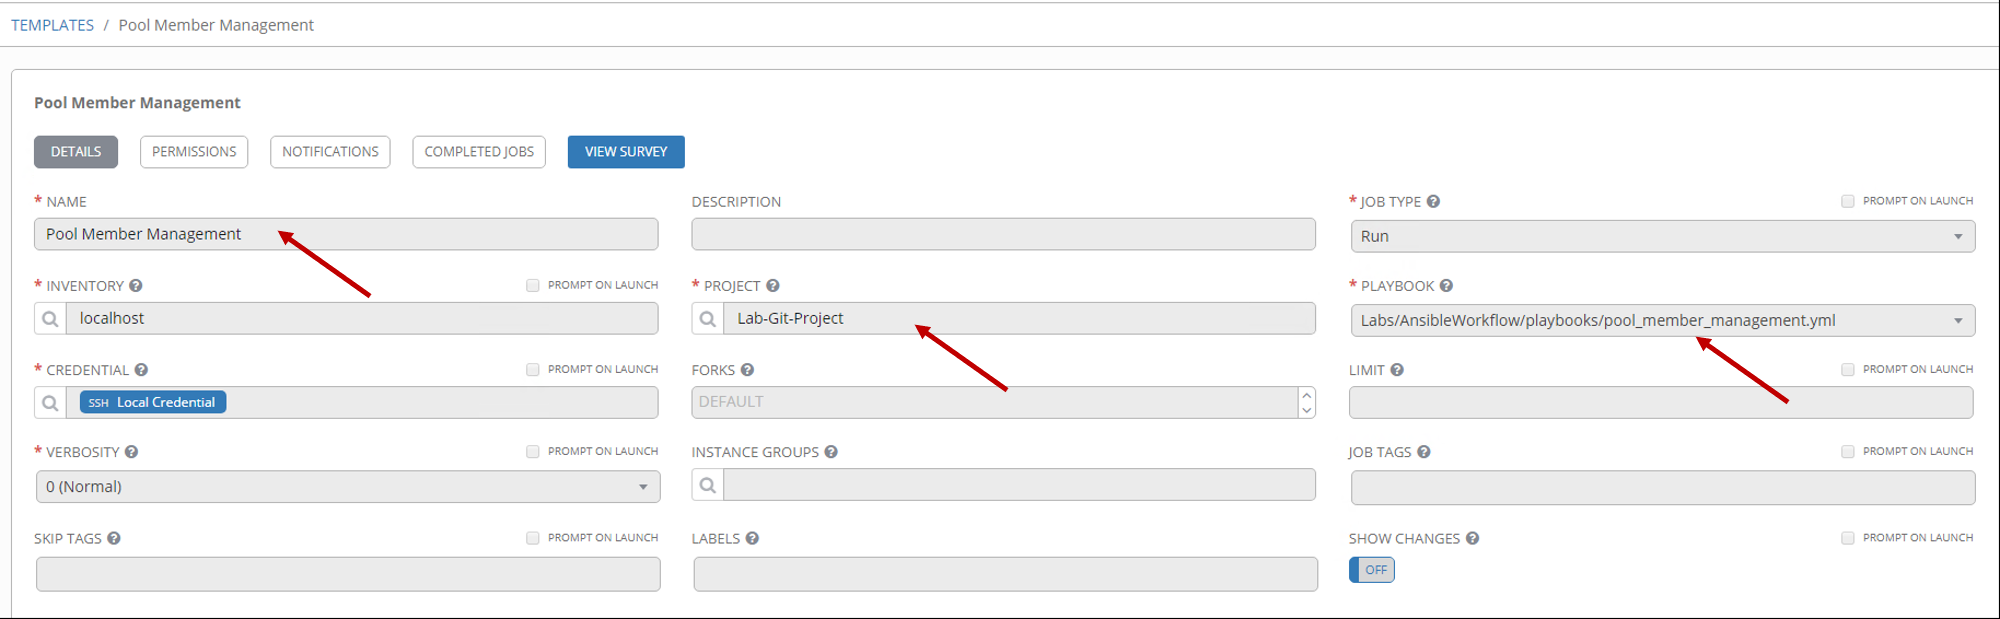 TEMPLATES / Pool Member Management
Pool Member Management
DETAILS PERMISSIONS NOTIFICATIONS COMPLETED JOBS VIEW SURVEY
* NAME DESCRIPTION * JOB TYPE ? PROMPT ON LAUNCH
Pool Member Management Run
* INVENTORY ? PROMPT ON LAUNCH * PROJECT ? * PLAYBOOK ?
localhost Lab-Git-Project Labs/AnsibleWorkflow/playbooks/pool_member_management.yml
* CREDENTIAL ? PROMPT ON LAUNCH FORKS ? LIMIT ? PROMPT ON LAUNCH
SSH Local Credential DEFAULT
* VERBOSITY ? PROMPT ON LAUNCH INSTANCE GROUPS ? JOB TAGS ? PROMPT ON LAUNCH
0 (Normal)
SKIP TAGS ? PROMPT ON LAUNCH LABELS ? SHOW CHANGES ? PROMPT ON LAUNCH
OFF